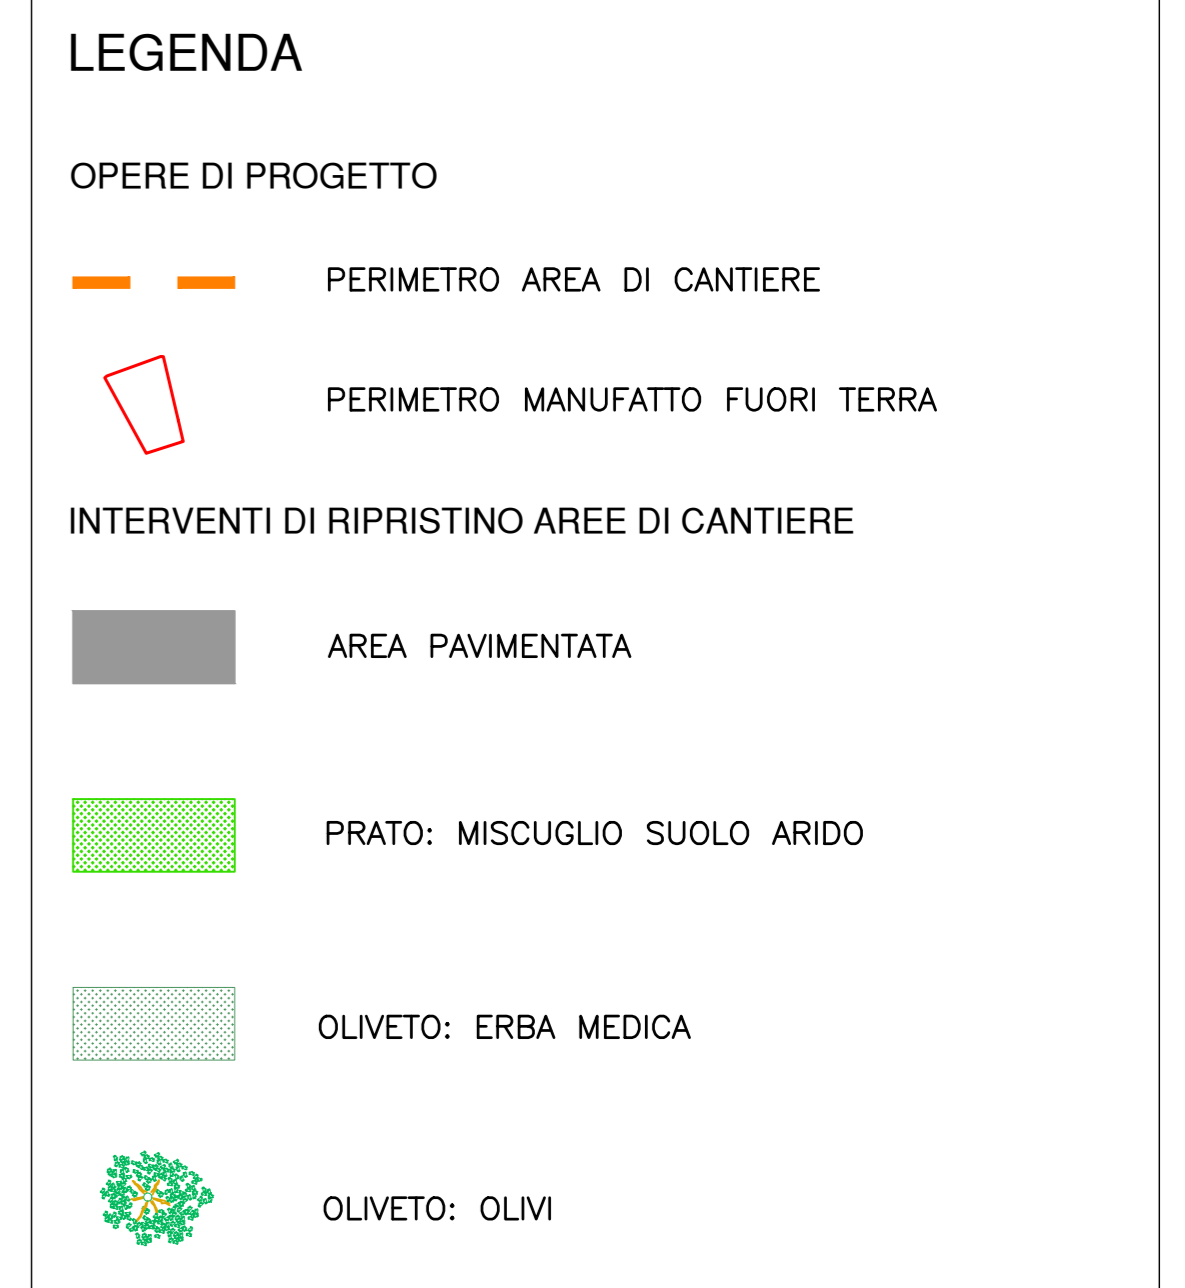 LEGENDA
OPERE DI PROGETTO
PERIMETRO AREA DI CANTIERE
PERIMETRO MANUFATTO FUORI TERRA
INTERVENTI DI RIPRISTINO AREE DI CANTIERE
AREA PAVIMENTATA
PRATO: MISCUGLIO SUOLO ARIDO
OLIVETO: ERBA MEDICA
OLIVETO: OLIVI